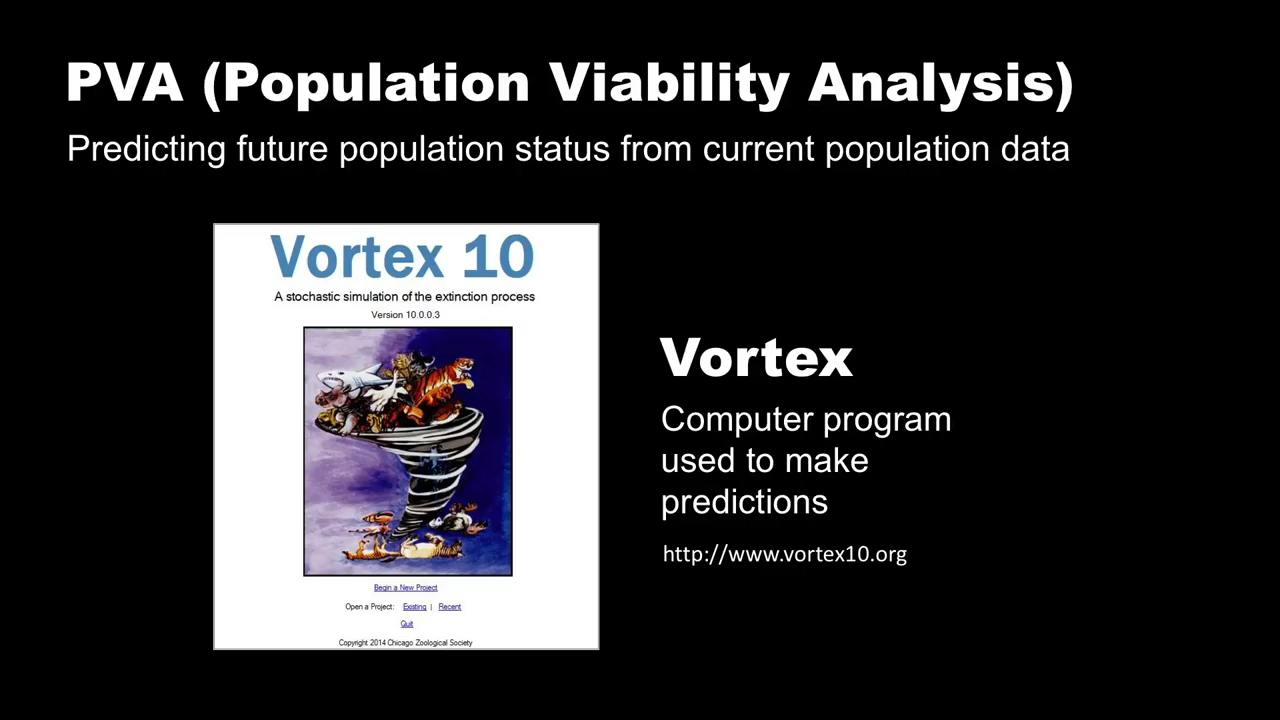 PVA (Population Viability Analysis)
Predicting future population status from current population data
Vortex 10
A stochastic simulation of the extinction process
Version 10.0.0.3
Begin a New Project
Open a Project: Existing | Recent
Quit
Copyright 2014 Chicago Zoological Society
Vortex
Computer program
used to make
predictions
http://www.vortex10.org